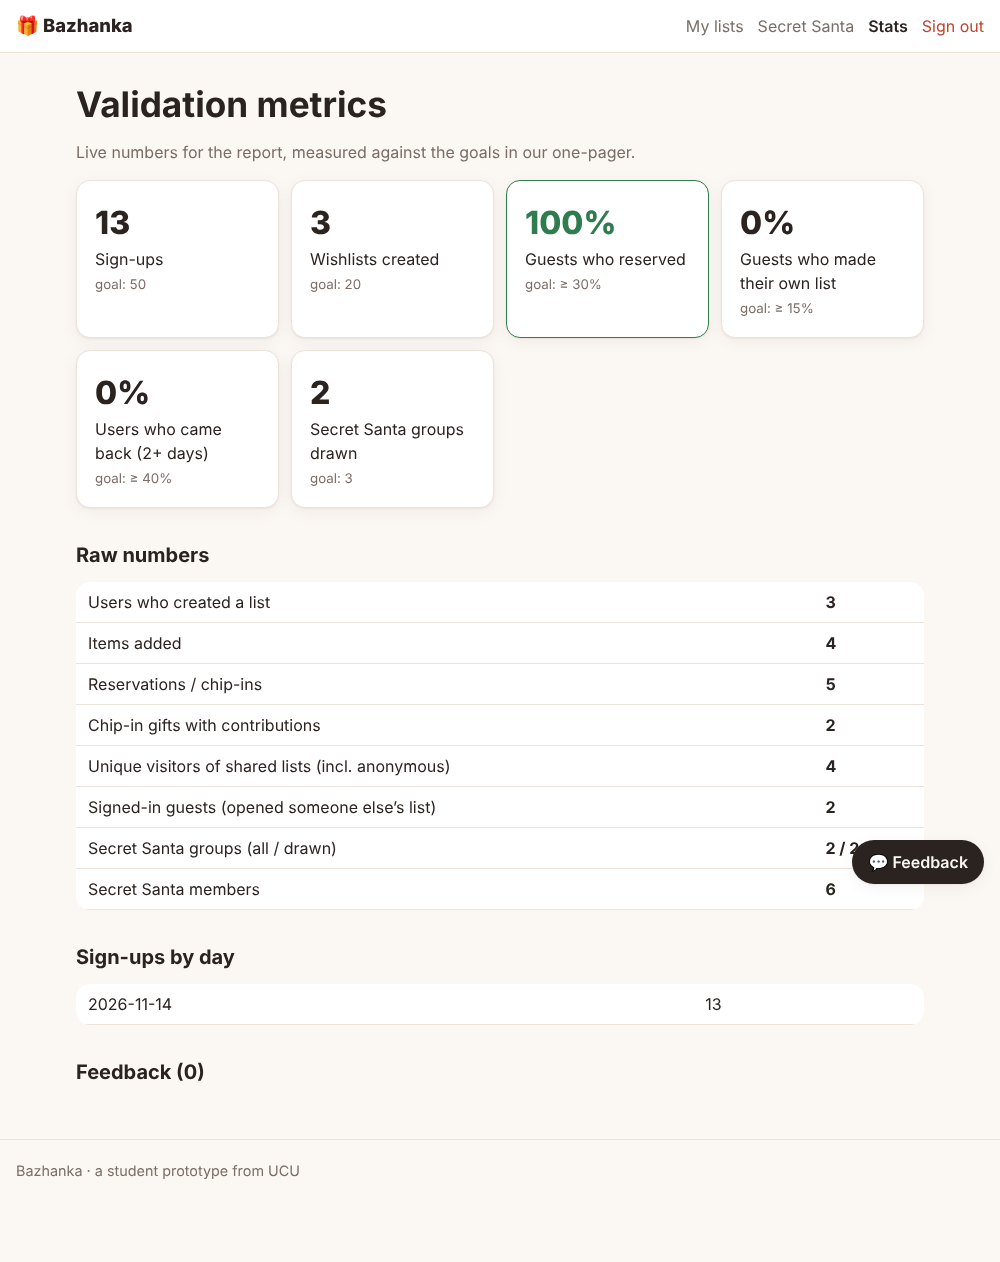 🎁 Bazhanka
My lists Secret Santa Stats Sign out
Validation metrics
Live numbers for the report, measured against the goals in our one-pager.
13
Sign-ups
goal: 50
3
Wishlists created
goal: 20
100%
Guests who reserved
goal: ≥ 30%
0%
Guests who made
their own list
goal: ≥ 15%
0%
Users who came
back (2+ days)
goal: ≥ 40%
2
Secret Santa groups
drawn
goal: 3
Raw numbers
Users who created a list 3
Items added 4
Reservations / chip-ins 5
Chip-in gifts with contributions 2
Unique visitors of shared lists (incl. anonymous) 4
Signed-in guests (opened someone else’s list) 2
Secret Santa groups (all / drawn) 2 / 2
💬 Feedback
Secret Santa members 6
Sign-ups by day
2026-11-14 13
Feedback (0)
Bazhanka · a student prototype from UCU